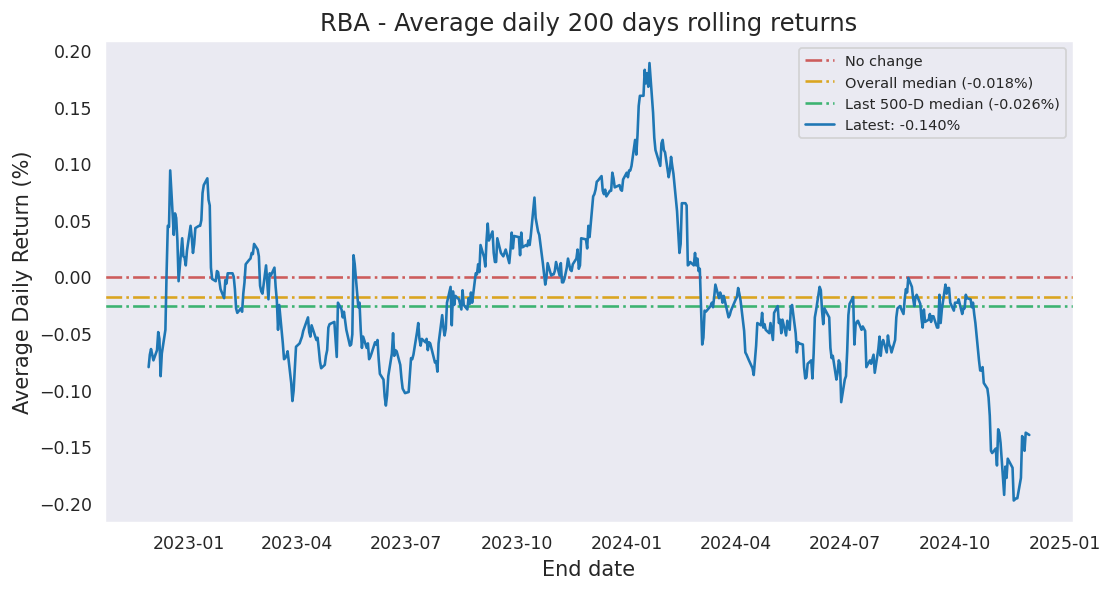 RBA - Average daily 200 days rolling returns
No change
Overall median (-0.018%)
Last 500-D median (-0.026%)
Latest: -0.140%
Average Daily Return (%)
0.20
0.15
0.10
0.05
0.00
−0.05
−0.10
−0.15
−0.20
2023-01 2023-04 2023-07 2023-10 2024-01 2024-04 2024-07 2024-10 2025-01
End date